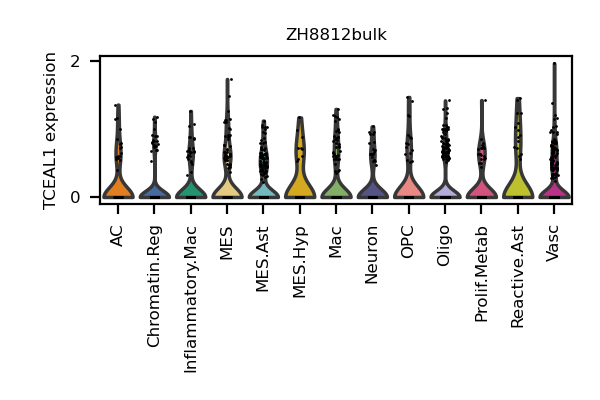 ZH8812bulk
TCEAL1 expression
2
0
AC
Chromatin.Reg
Inflammatory.Mac
MES
MES.Ast
MES.Hyp
Mac
Neuron
OPC
Oligo
Prolif.Metab
Reactive.Ast
Vasc